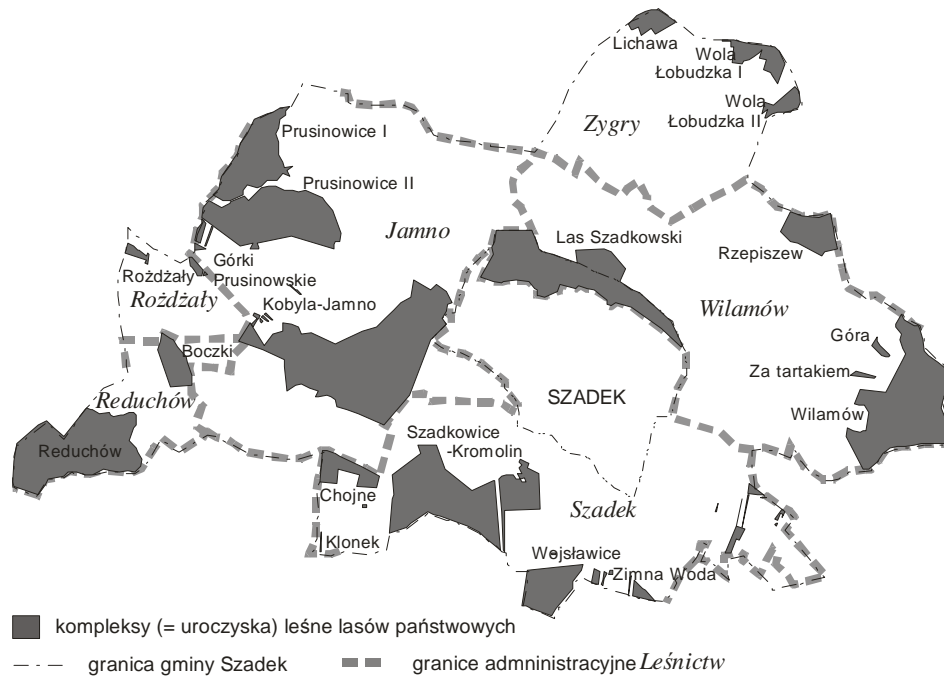 Lichawa
Wola
Łobudzka I
Wola
Łobudzka II
Zygry
Prusinowice I
Prusinowice II
Jamno
Las Szadkowski
Rzepiszew
Rożdżały
Górki
Prusinowskie
Rożdżały
Kobyla-Jamno
Wilamów
Góra
Boczki
Za tartakiem
Reduchów
SZADEK
Wilamów
Szadkowice
-Kromolin
Reduchów
Chojne
Szadek
Klonek
Wojsławice
Zimna Woda
kompleksy (= uroczyska) leśne lasów państwowych
granica gminy Szadek
granice admninistracyjne Leśnictw